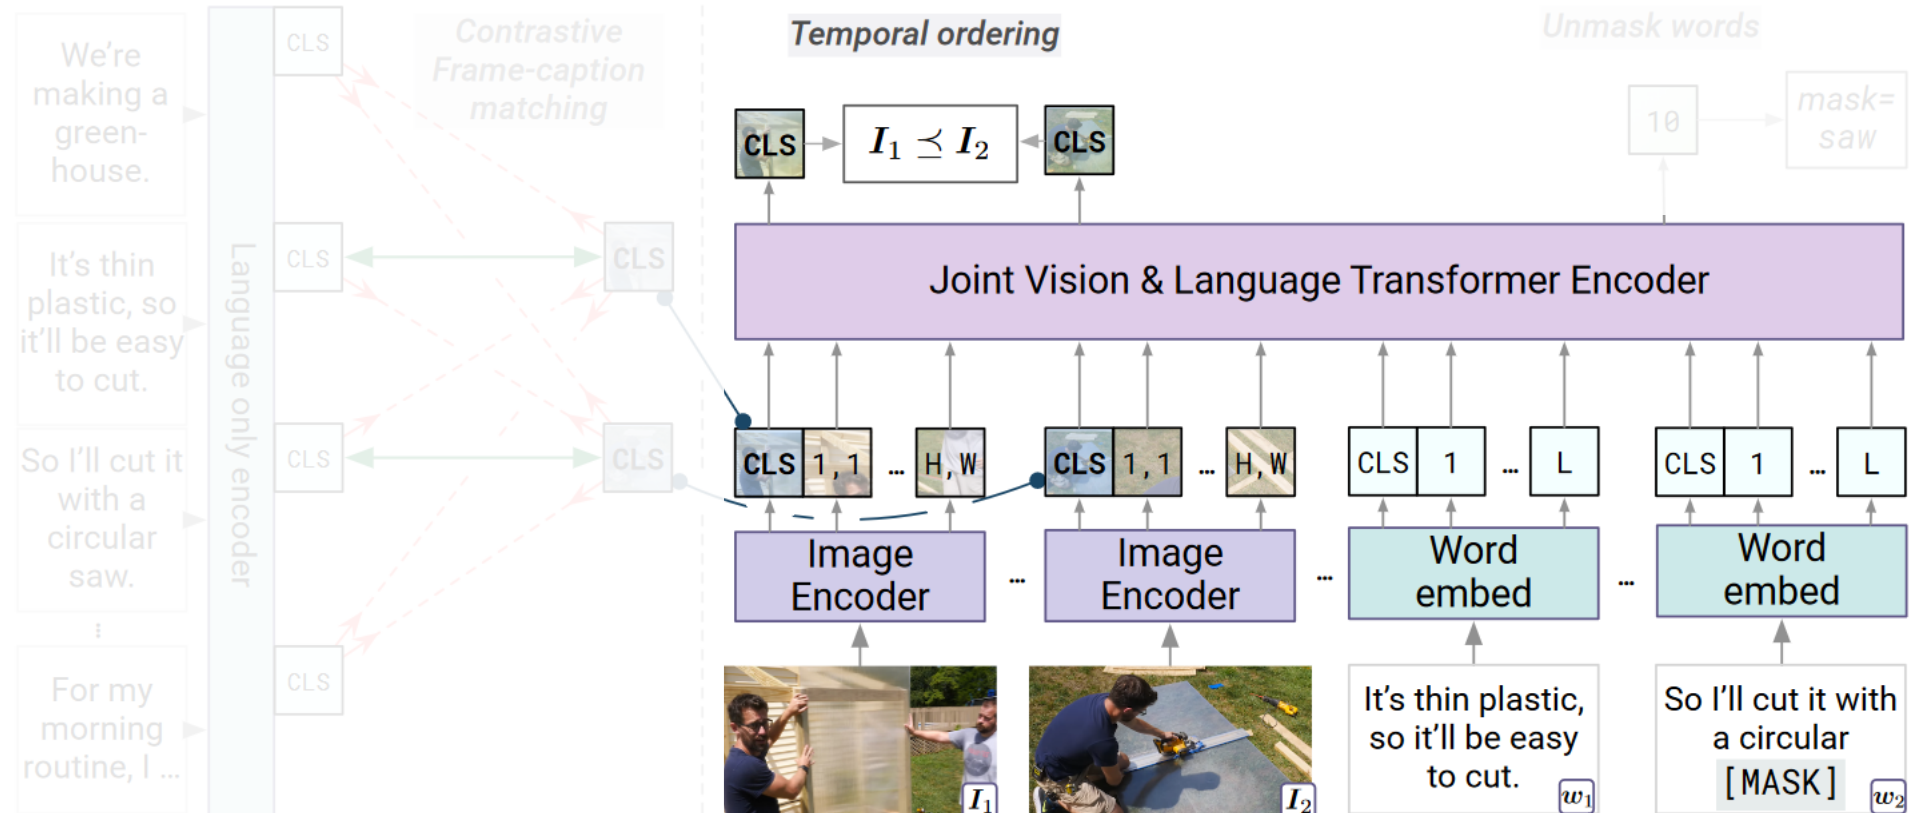 We're
making a
green-
house.
It's thin
plastic, so
it'll be easy
to cut.
So I'll cut it
with a
circular
saw.
⋮
For my
morning
routine, I ...
Language only encoder
CLS
CLS
CLS
CLS
Contrastive
Frame-caption
matching
CLS
CLS
Temporal ordering
CLS
I₁ ⪯ I₂
CLS
Unmask words
10
mask=
saw
Joint Vision & Language Transformer Encoder
CLS 1,1 ... H,W
CLS 1,1 ... H,W
CLS 1 ... L
CLS 1 ... L
Image
Encoder
...
Image
Encoder
...
Word
embed
...
Word
embed
I₁
I₂
It's thin plastic,
so it'll be easy
to cut.
w₁
So I'll cut it with
a circular
[MASK]
w₂